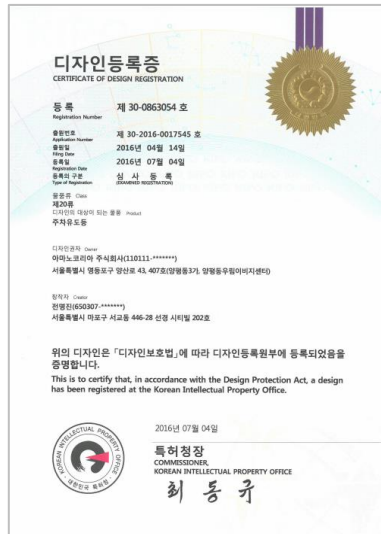 디자인등록증
CERTIFICATE OF DESIGN REGISTRATION
등 록 제 30-0863054 호
Registration Number
출원번호 제 30-2016-0017545 호
Application Number
출원일 2016년 04월 14일
Filing Date
등록일 2016년 07월 04일
Registration Date
등록의 구분 심 사 등 록
Type of Registration (EXAMINED REGISTRATION)
물품류 Class
제20류
디자인의 대상이 되는 물품 Product
주차유도등
디자인권자 Owner
아마노코리아 주식회사(110111-*******)
서울특별시 영등포구 양산로 43, 407호(양평동3가, 양평동우림이비지센터)
창작자 Creator
전명진(650307-*******)
서울특별시 마포구 서교동 446-28 선경 시티빌 202호
위의 디자인은 「디자인보호법」에 따라 디자인등록원부에 등록되었음을
증명합니다.
This is to certify that, in accordance with the Design Protection Act, a design
has been registered at the Korean Intellectual Property Office.
2016년 07월 04일
특허청장
COMMISSIONER,
KOREAN INTELLECTUAL PROPERTY OFFICE
최동규
KOREAN INTELLECTUAL PROPERTY OFFICE
대한민국 특허청